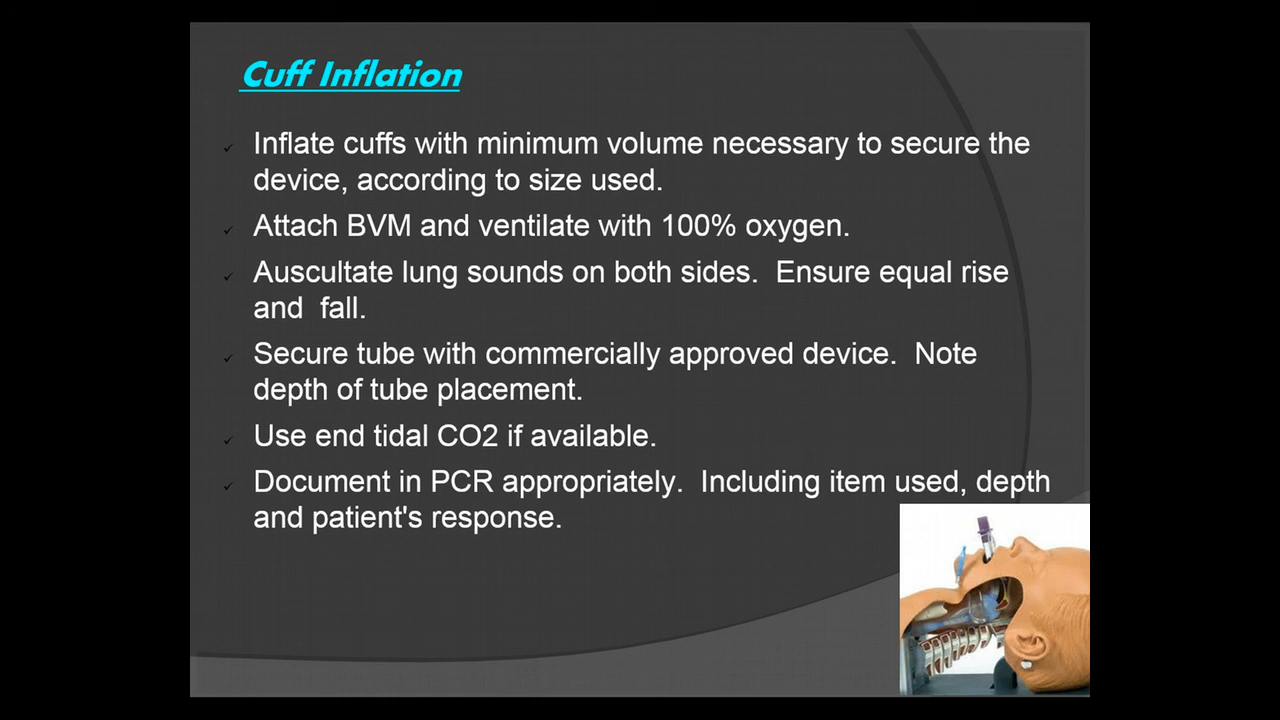 Cuff Inflation
Inflate cuffs with minimum volume necessary to secure the
device, according to size used.
Attach BVM and ventilate with 100% oxygen.
Auscultate lung sounds on both sides.  Ensure equal rise
and  fall.
Secure tube with commercially approved device.  Note
depth of tube placement.
Use end tidal CO2 if available.
Document in PCR appropriately.  Including item used, depth
and patient's response.